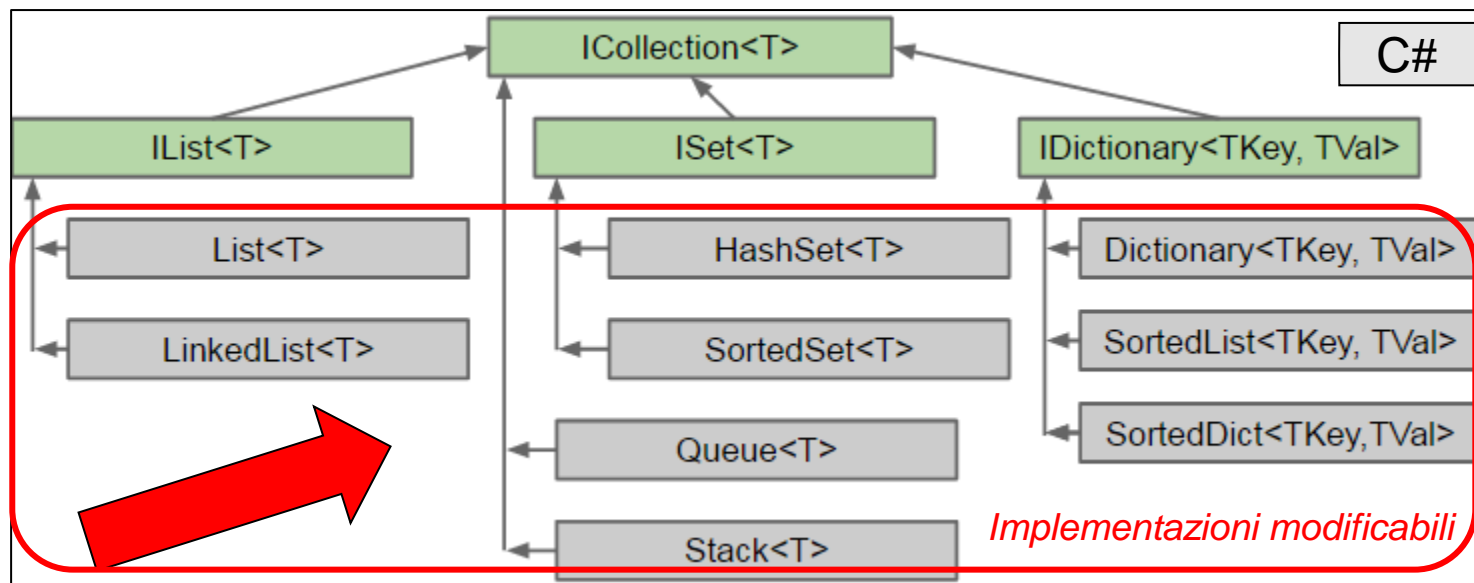 ICollection<T>
C#
IList<T>
ISet<T>
IDictionary<TKey, TVal>
List<T>
HashSet<T>
Dictionary<TKey, TVal>
LinkedList<T>
SortedSet<T>
SortedList<TKey, TVal>
SortedDict<TKey,TVal>
Queue<T>
Implementazioni modificabili
Stack<T>